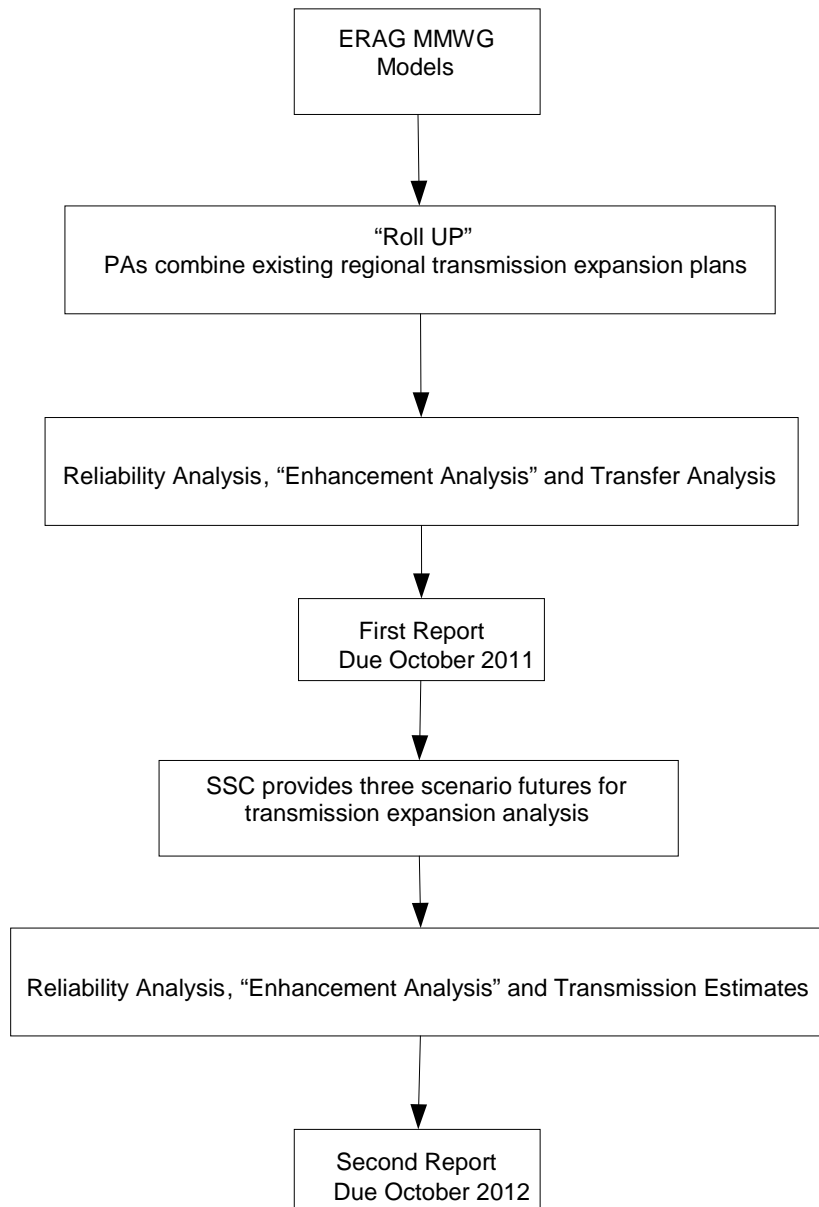 ERAG MMWG
Models
“Roll UP”
PAs combine existing regional transmission expansion plans
Reliability Analysis, “Enhancement Analysis” and Transfer Analysis
First Report
Due October 2011
SSC provides three scenario futures for
transmission expansion analysis
Reliability Analysis, “Enhancement Analysis” and Transmission Estimates
Second Report
Due October 2012